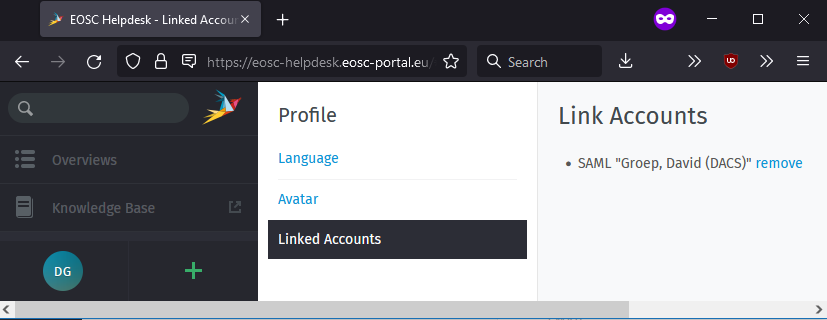 EOSC Helpdesk - Linked Accour
https://eosc-helpdesk.eosc-portal.eu/
Search
Profile
Link Accounts
Language
SAML "Groep, David (DACS)" remove
Overviews
Avatar
Knowledge Base
Linked Accounts
DG